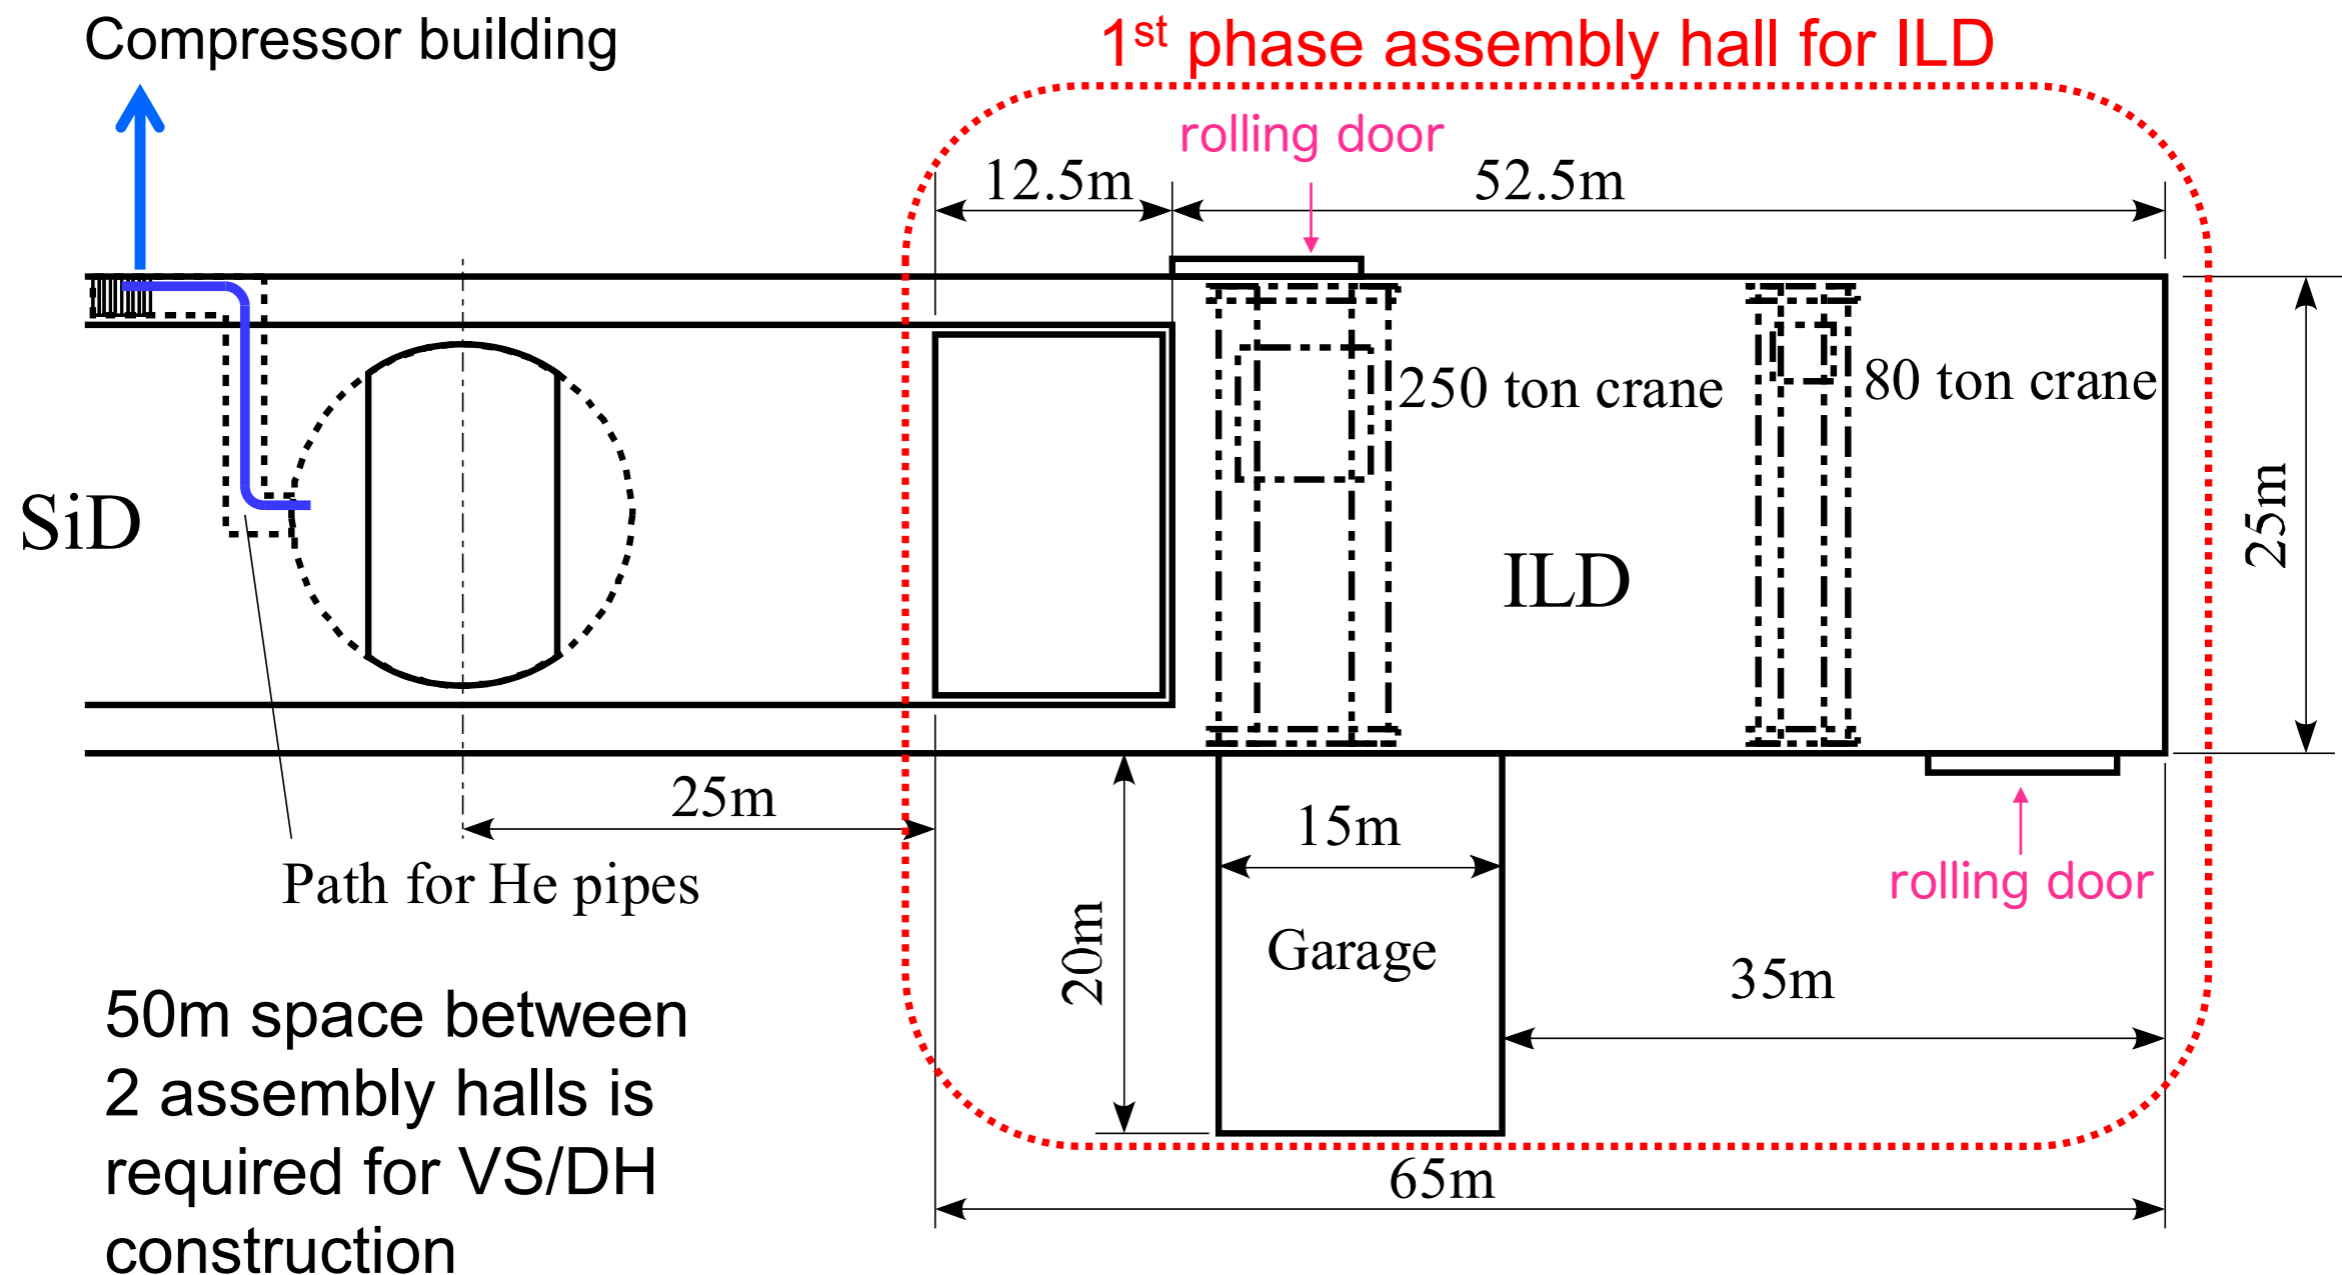 Compressor building
1st phase assembly hall for ILD
rolling door
12.5m
52.5m
250 ton crane
80 ton crane
SiD
ILD
25m
25m
15m
Path for He pipes
rolling door
20m
Garage
35m
50m space between
2 assembly halls is
required for VS/DH
construction
65m